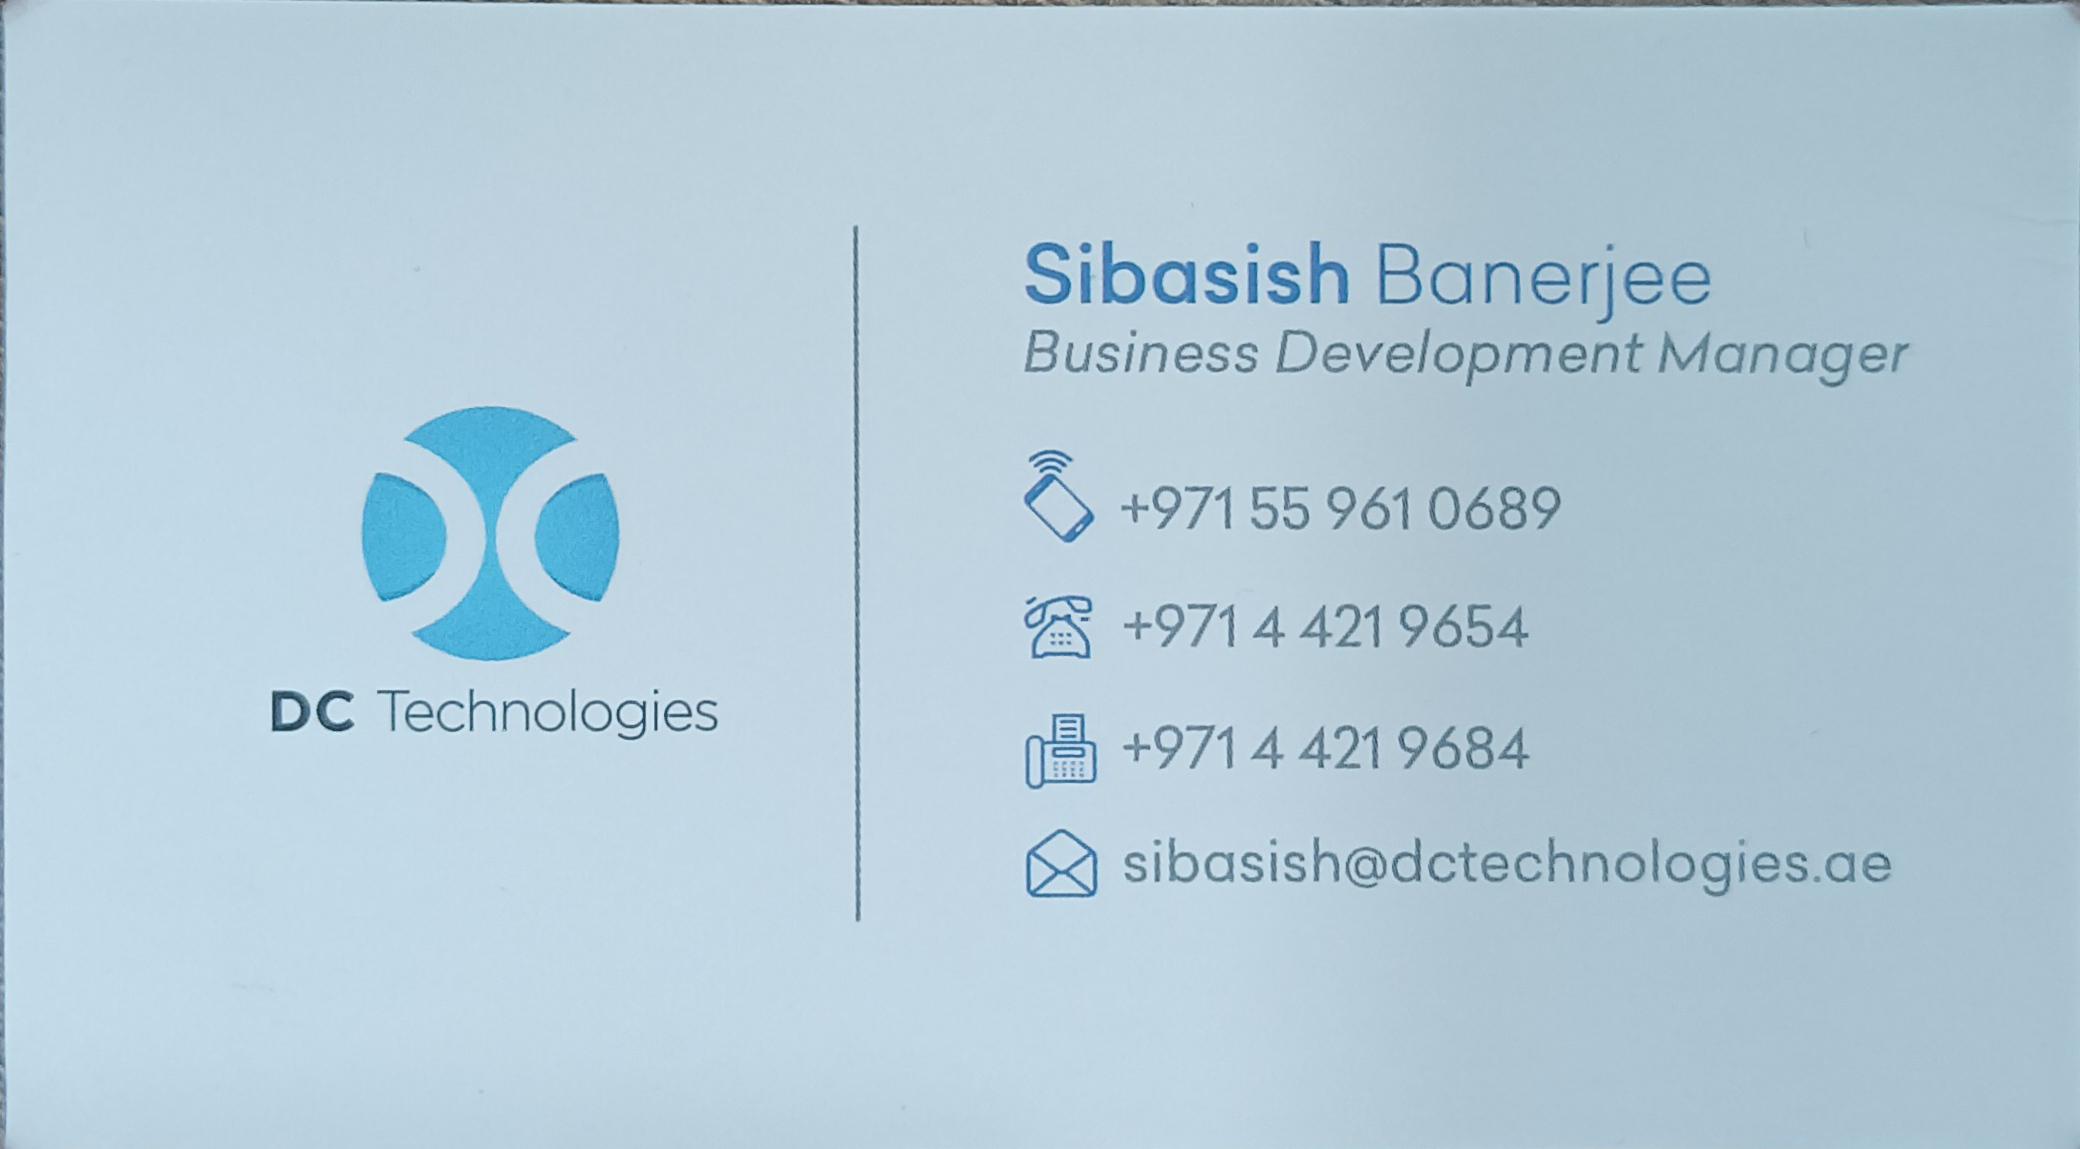 DC Technologies
Sibasish Banerjee
Business Development Manager
+971 55 961 0689
+971 4 421 9654
+971 4 421 9684
sibasish@dctechnologies.ae